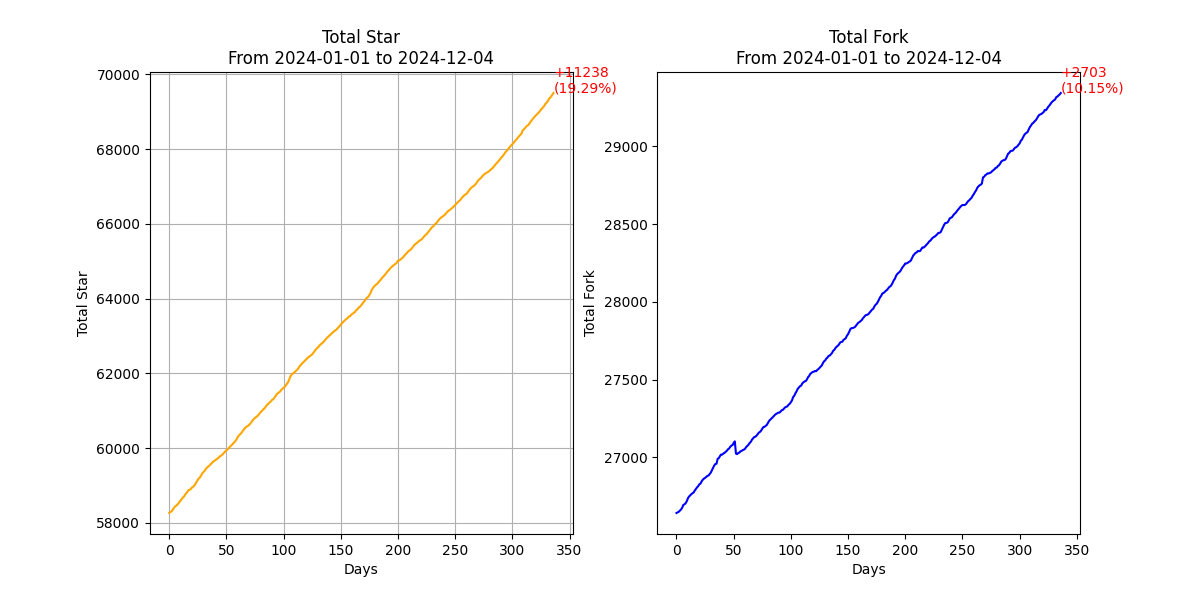 Total Star
From 2024-01-01 to 2024-12-04
+11238
(19.29%)
70000
68000
66000
64000
62000
60000
58000
Total Star
0 50 100 150 200 250 300 350
Days
Total Fork
From 2024-01-01 to 2024-12-04
+2703
(10.15%)
29000
28500
28000
27500
27000
Total Fork
0 50 100 150 200 250 300 350
Days